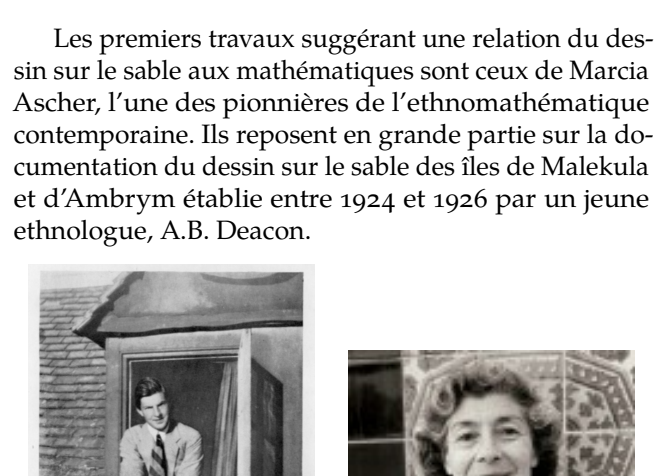 Les premiers travaux suggérant une relation du des-
sin sur le sable aux mathématiques sont ceux de Marcia
Ascher, l'une des pionnières de l'ethnomathématique
contemporaine. Ils reposent en grande partie sur la do-
cumentation du dessin sur le sable des îles de Malekula
et d'Ambrym établie entre 1924 et 1926 par un jeune
ethnologue, A.B. Deacon.